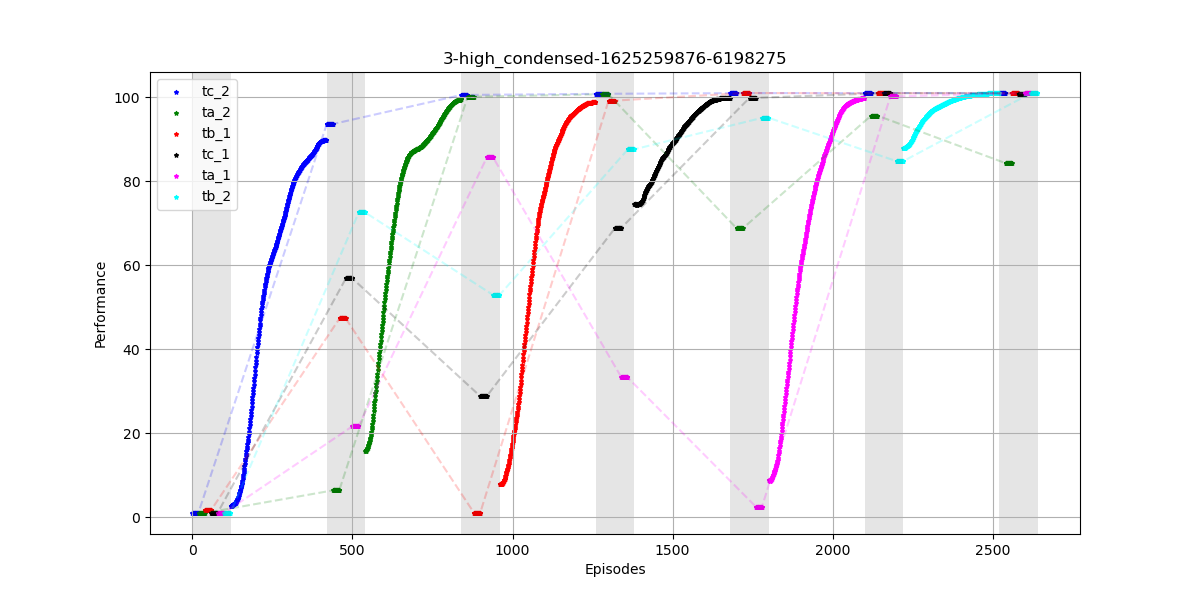 3-high_condensed-1625259876-6198275
tc_2
ta_2
tb_1
tc_1
ta_1
tb_2
100
80
60
40
20
0
Performance
0 500 1000 1500 2000 2500
Episodes